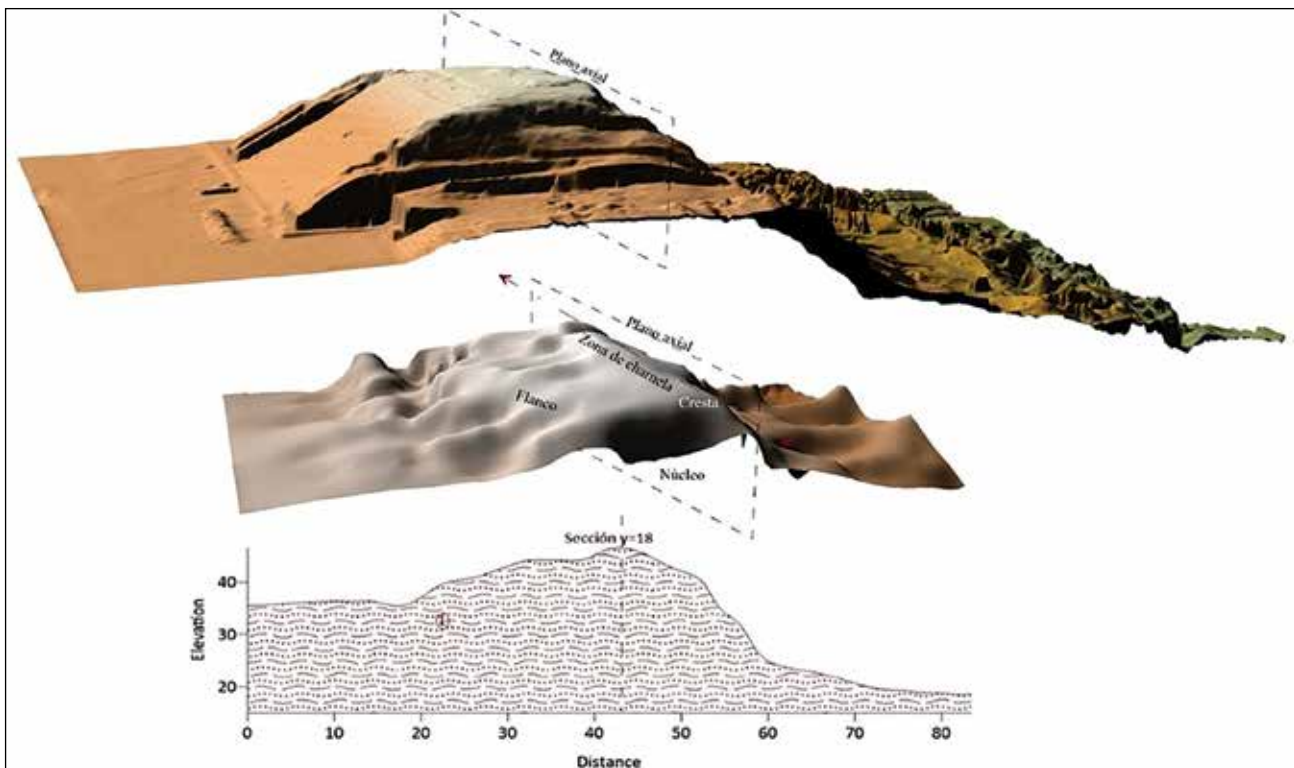 Plano axial
Plano axial
Zona de charnela
Cresta
Flanco
Núcleo
Sección y=18
40
30
20
Elevation
0 10 20 30 40 50 60 70 80
Distance